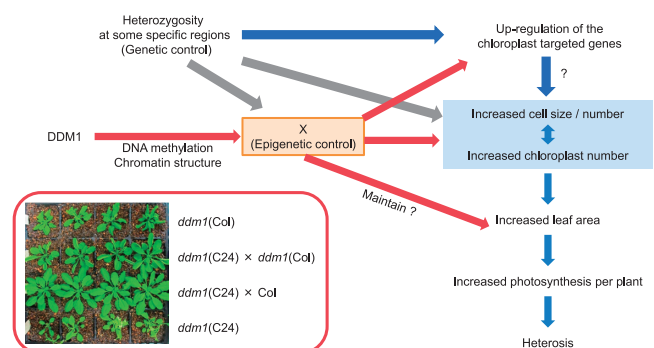 Heterozygosity
at some specific regions
(Genetic control)
Up-regulation of the
chloroplast targeted genes
?
DDM1
DNA methylation
Chromatin structure
X
(Epigenetic control)
Increased cell size / number
Increased chloroplast number
Maintain ?
Increased leaf area
Increased photosynthesis per plant
Heterosis
ddm1(Col)
ddm1(C24) × ddm1(Col)
ddm1(C24) × Col
ddm1(C24)